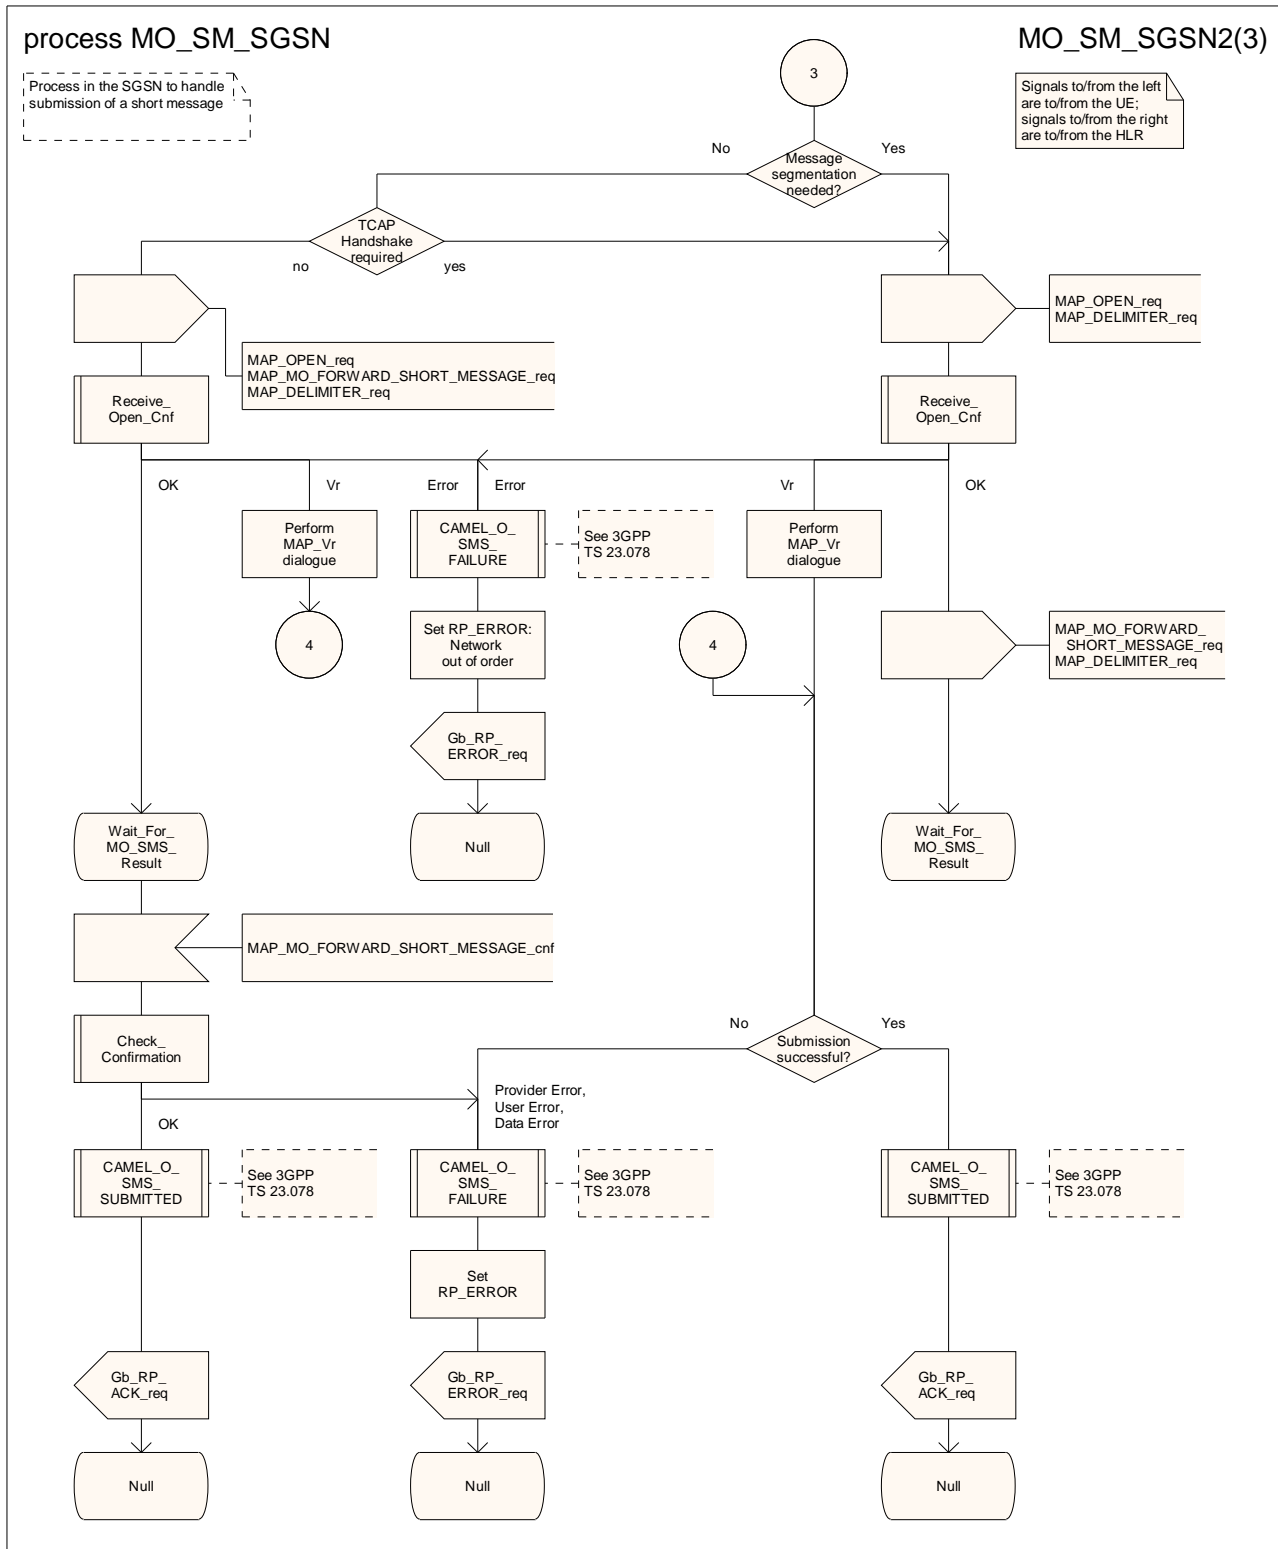 process MO_SM_SGSN
MO_SM_SGSN2(3)
Process in the SGSN to handle
submission of a short message
3
Signals to/from the left
are to/from the UE;
signals to/from the right
are to/from the HLR
No
Message
segmentation
needed?
Yes
TCAP
Handshake
required
no
yes
MAP_OPEN_req
MAP_DELIMITER_req
MAP_OPEN_req
MAP_MO_FORWARD_SHORT_MESSAGE_req
MAP_DELIMITER_req
Receive_
Open_Cnf
Receive_
Open_Cnf
OK
Vr
Error
Error
Vr
OK
Perform
MAP_Vr
dialogue
CAMEL_O_
SMS_
FAILURE
See 3GPP
TS 23.078
Perform
MAP_Vr
dialogue
4
Set RP_ERROR:
Network
out of order
4
MAP_MO_FORWARD_
SHORT_MESSAGE_req
MAP_DELIMITER_req
Gb_RP_
ERROR_req
Wait_For_
MO_SMS_
Result
Null
Wait_For_
MO_SMS_
Result
MAP_MO_FORWARD_SHORT_MESSAGE_cnf
Check_
Confirmation
No
Submission
successful?
Yes
Provider Error,
User Error,
Data Error
OK
CAMEL_O_
SMS_
SUBMITTED
See 3GPP
TS 23.078
CAMEL_O_
SMS_
FAILURE
See 3GPP
TS 23.078
CAMEL_O_
SMS_
SUBMITTED
See 3GPP
TS 23.078
Set
RP_ERROR
Gb_RP_
ACK_req
Gb_RP_
ERROR_req
Gb_RP_
ACK_req
Null
Null
Null